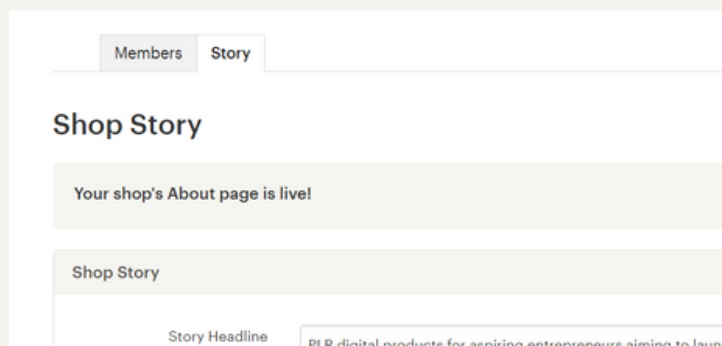 Members Story
Shop Story
Your shop's About page is live!
Shop Story
Story Headline
PLR digital products for aspiring entrepreneurs aiming to laun